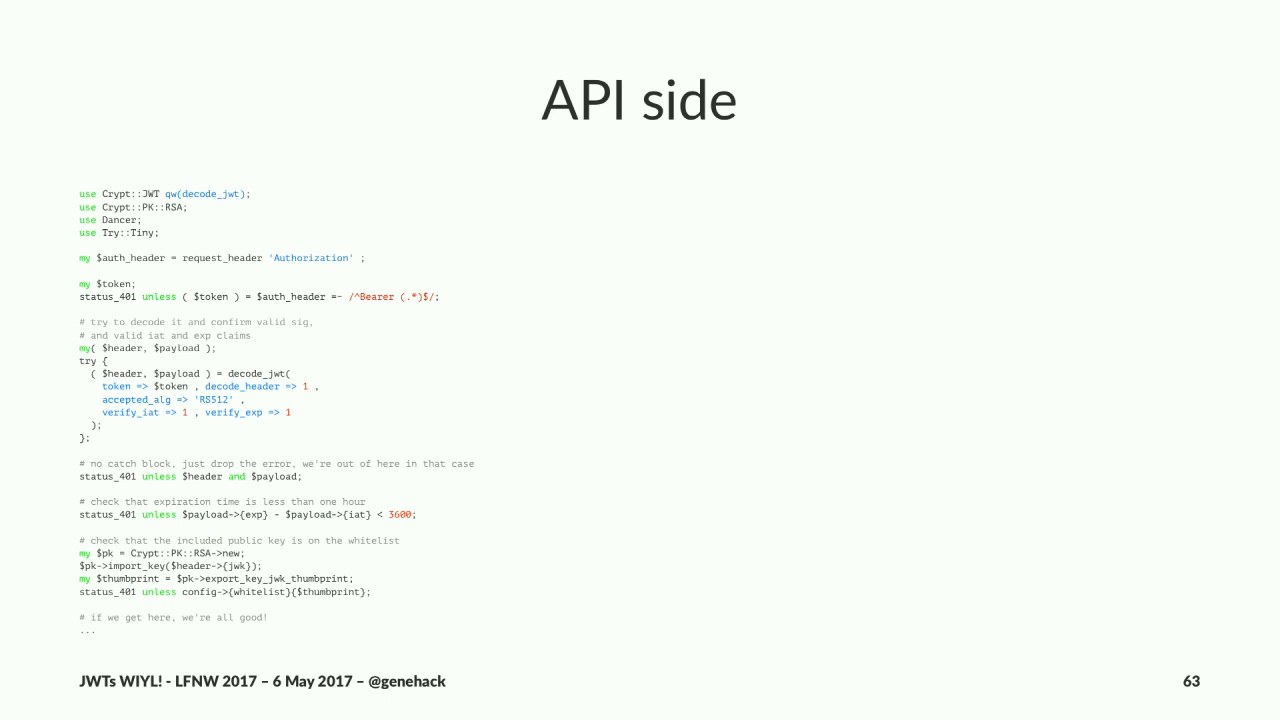 API side
use Crypt::JWT qw(decode_jwt);
use Crypt::PK::RSA;
use Dancer;
use Try::Tiny;
my $auth_header = request_header 'Authorization' ;
my $token;
status_401 unless ( $token ) = $auth_header =~ /^Bearer (.*)$/;
# try to decode it and confirm valid sig,
# and valid iat and exp claims
my( $header, $payload );
try {
  ( $header, $payload ) = decode_jwt(
    token => $token , decode_header => 1 ,
    accepted_alg => 'RS512' ,
    verify_iat => 1 , verify_exp => 1
  );
};
# no catch block, just drop the error, we're out of here in that case
status_401 unless $header and $payload;
# check that expiration time is less than one hour
status_401 unless $payload->{exp} - $payload->{iat} < 3600;
# check that the included public key is on the whitelist
my $pk = Crypt::PK::RSA->new;
$pk->import_key($header->{jwk});
my $thumbprint = $pk->export_key_jwk_thumbprint;
status_401 unless config->{whitelist}{$thumbprint};
# if we get here, we're all good!
...
JWTs WIYL! - LFNW 2017 – 6 May 2017 – @genehack
63